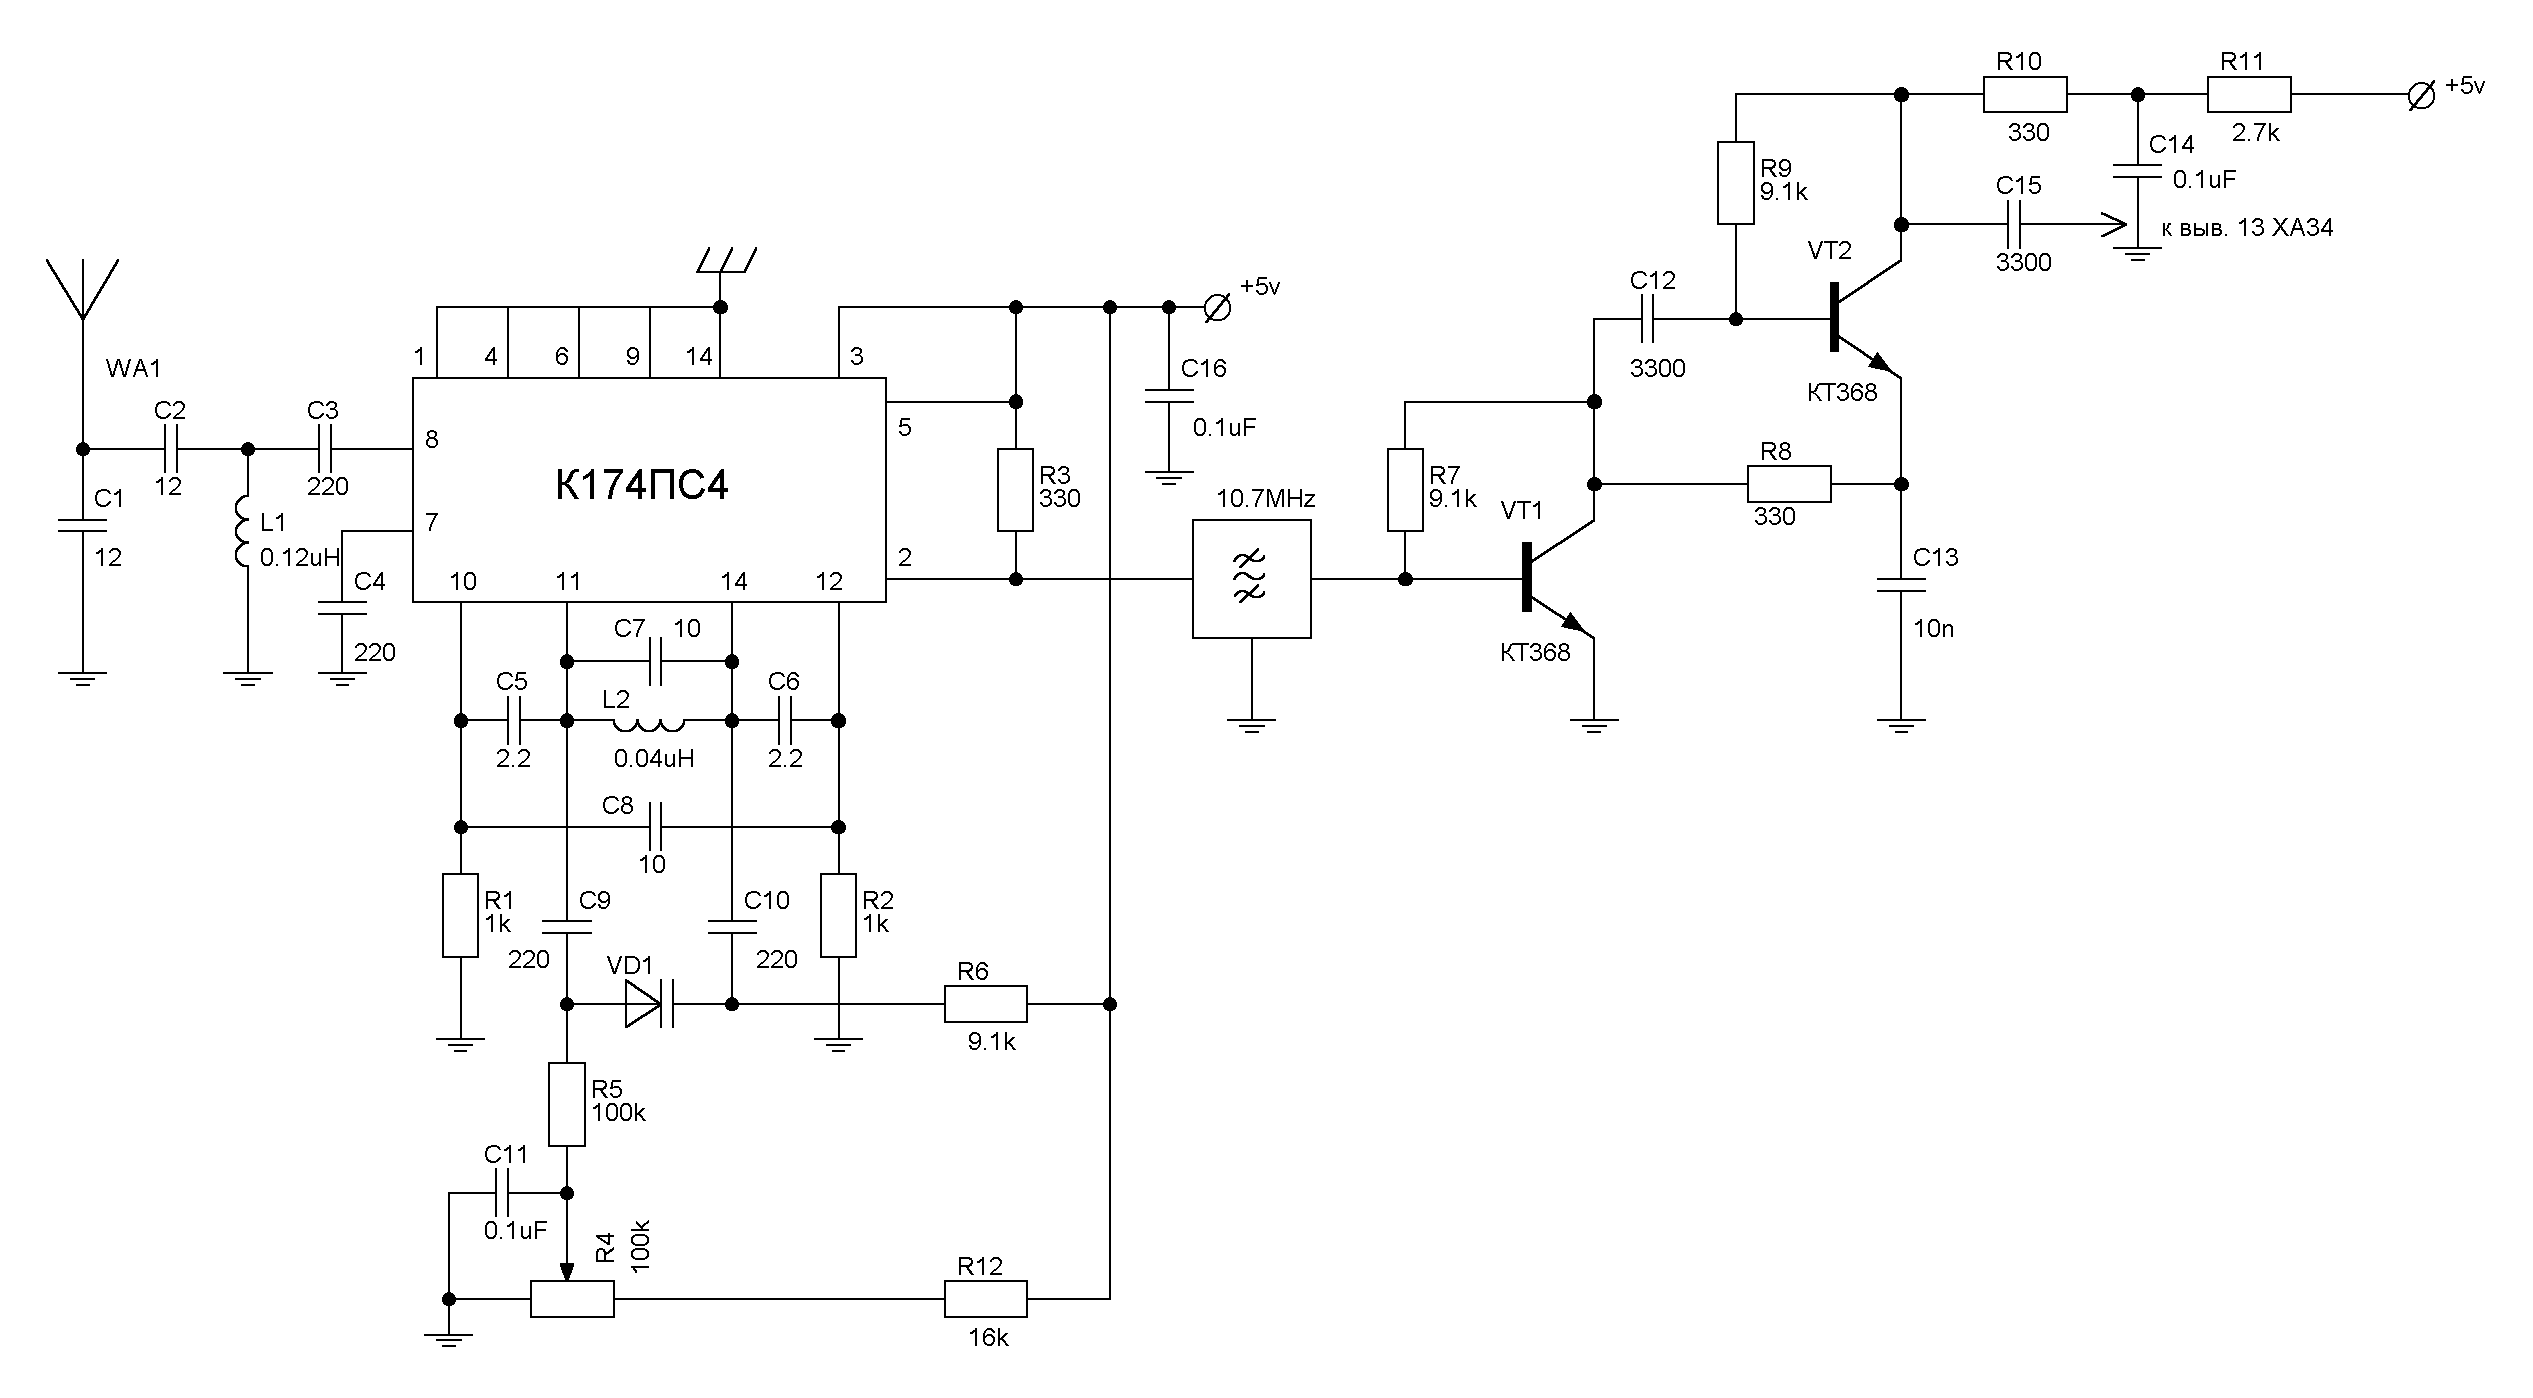 R10
R11
+5v
330
2.7k
C14
0.1uF
R9
9.1k
C15
3300
к выв. 13 ХА34
VT2
C12
3300
КТ368
+5v
1
4
6
9
14
3
WA1
C2
12
C3
220
8
5
C16
0.1uF
К174ПС4
R3
330
C1
12
L1
0.12uH
7
2
10
11
14
12
C4
220
10.7MHz
R7
9.1k
VT1
КТ368
R8
330
C13
10n
C7
10
C5
2.2
L2
0.04uH
C6
2.2
C8
10
R1
1k
C9
220
C10
220
R2
1k
VD1
R6
9.1k
R5
100k
C11
0.1uF
R4
100k
R12
16k